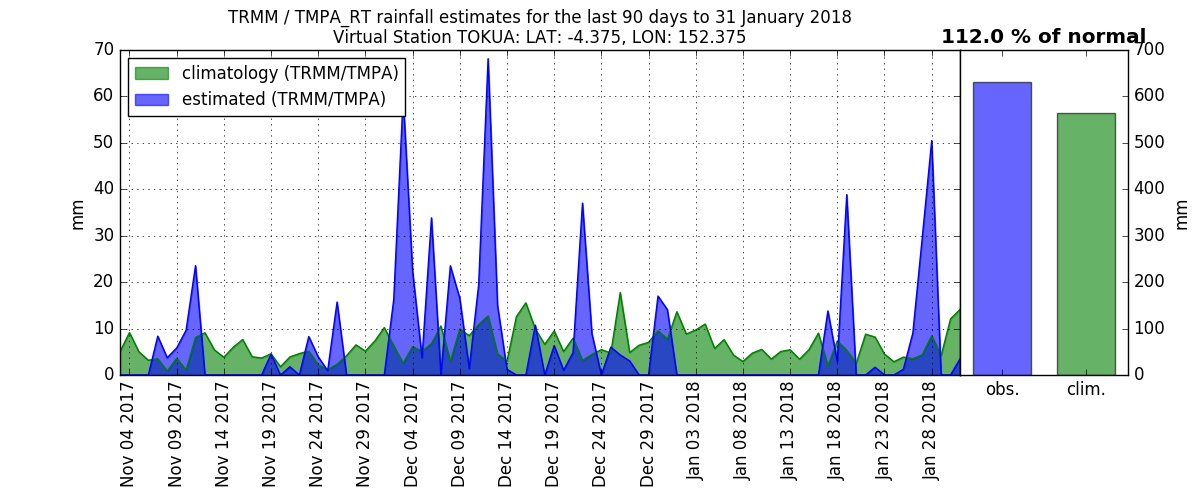 TRMM / TMPA_RT rainfall estimates for the last 90 days to 31 January 2018
Virtual Station TOKUA: LAT: -4.375, LON: 152.375
112.0 % of normal
climatology (TRMM/TMPA)
estimated (TRMM/TMPA)
70
60
50
40
30
20
10
0
mm
700
600
500
400
300
200
100
0
mm
Nov 04 2017
Nov 09 2017
Nov 14 2017
Nov 19 2017
Nov 24 2017
Nov 29 2017
Dec 04 2017
Dec 09 2017
Dec 14 2017
Dec 19 2017
Dec 24 2017
Dec 29 2017
Jan 03 2018
Jan 08 2018
Jan 13 2018
Jan 18 2018
Jan 23 2018
Jan 28 2018
obs.
clim.